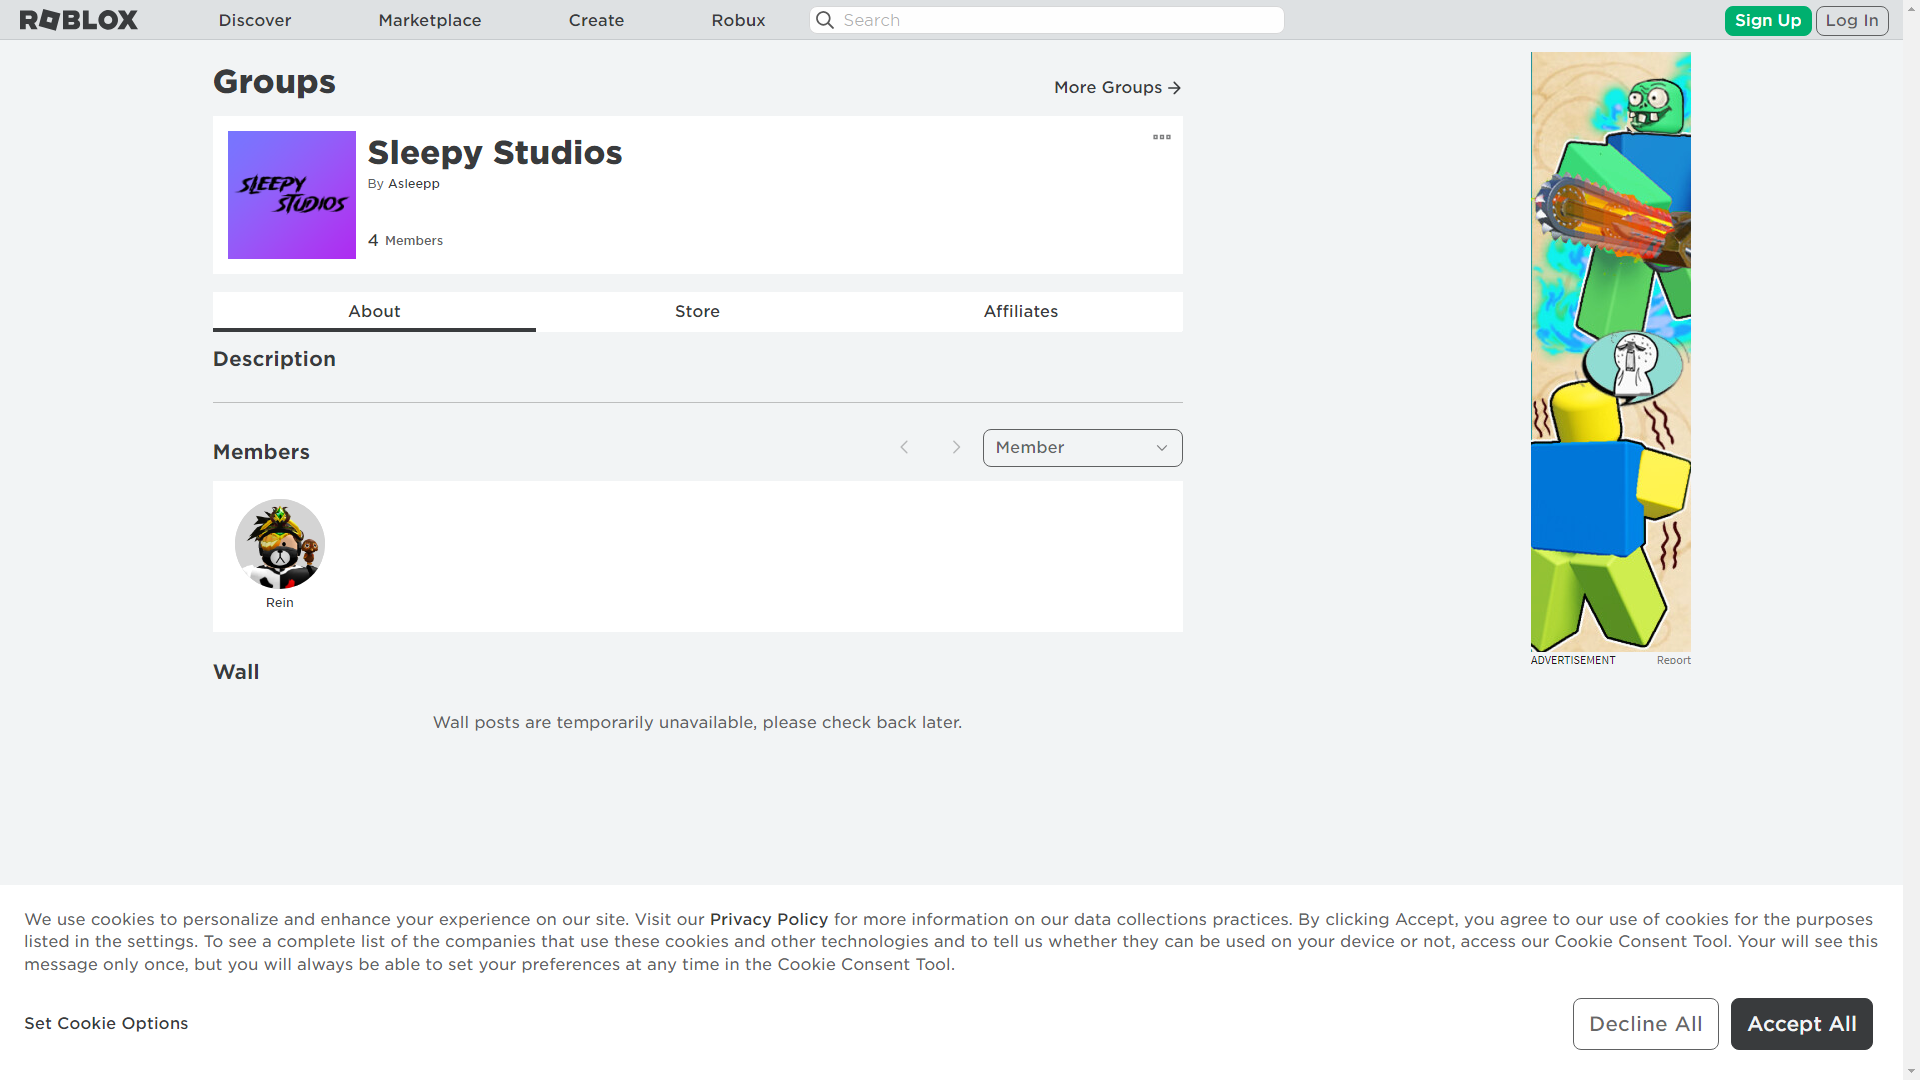 ROBLOX
Discover
Marketplace
Create
Robux
Search
Sign Up
Log In
Groups
More Groups
SLEEPY
STUDIOS
Sleepy Studios
By Asleepp
4 Members
About
Store
Affiliates
Description
Members
Member
Rein
Wall
Wall posts are temporarily unavailable, please check back later.
ADVERTISEMENT
Report
We use cookies to personalize and enhance your experience on our site. Visit our Privacy Policy for more information on our data collections practices. By clicking Accept, you agree to our use of cookies for the purposes
listed in the settings. To see a complete list of the companies that use these cookies and other technologies and to tell us whether they can be used on your device or not, access our Cookie Consent Tool. Your will see this
message only once, but you will always be able to set your preferences at any time in the Cookie Consent Tool.
Set Cookie Options
Decline All
Accept All